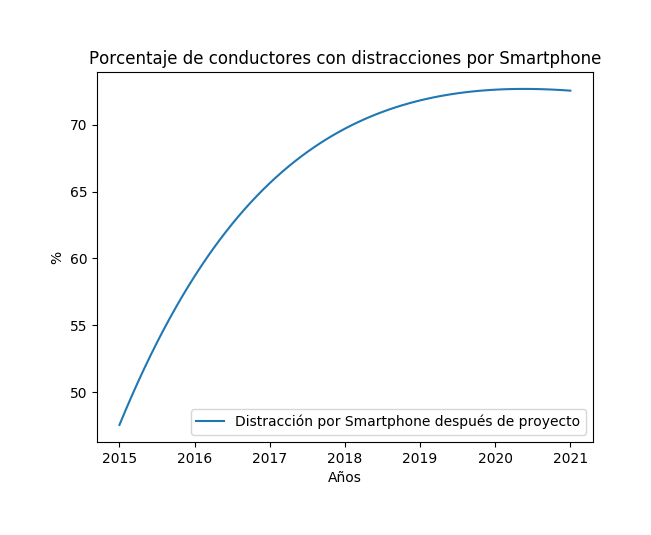 Porcentaje de conductores con distracciones por Smartphone
70
65
60
55
50
%
Distracción por Smartphone después de proyecto
2015 2016 2017 2018 2019 2020 2021
Años